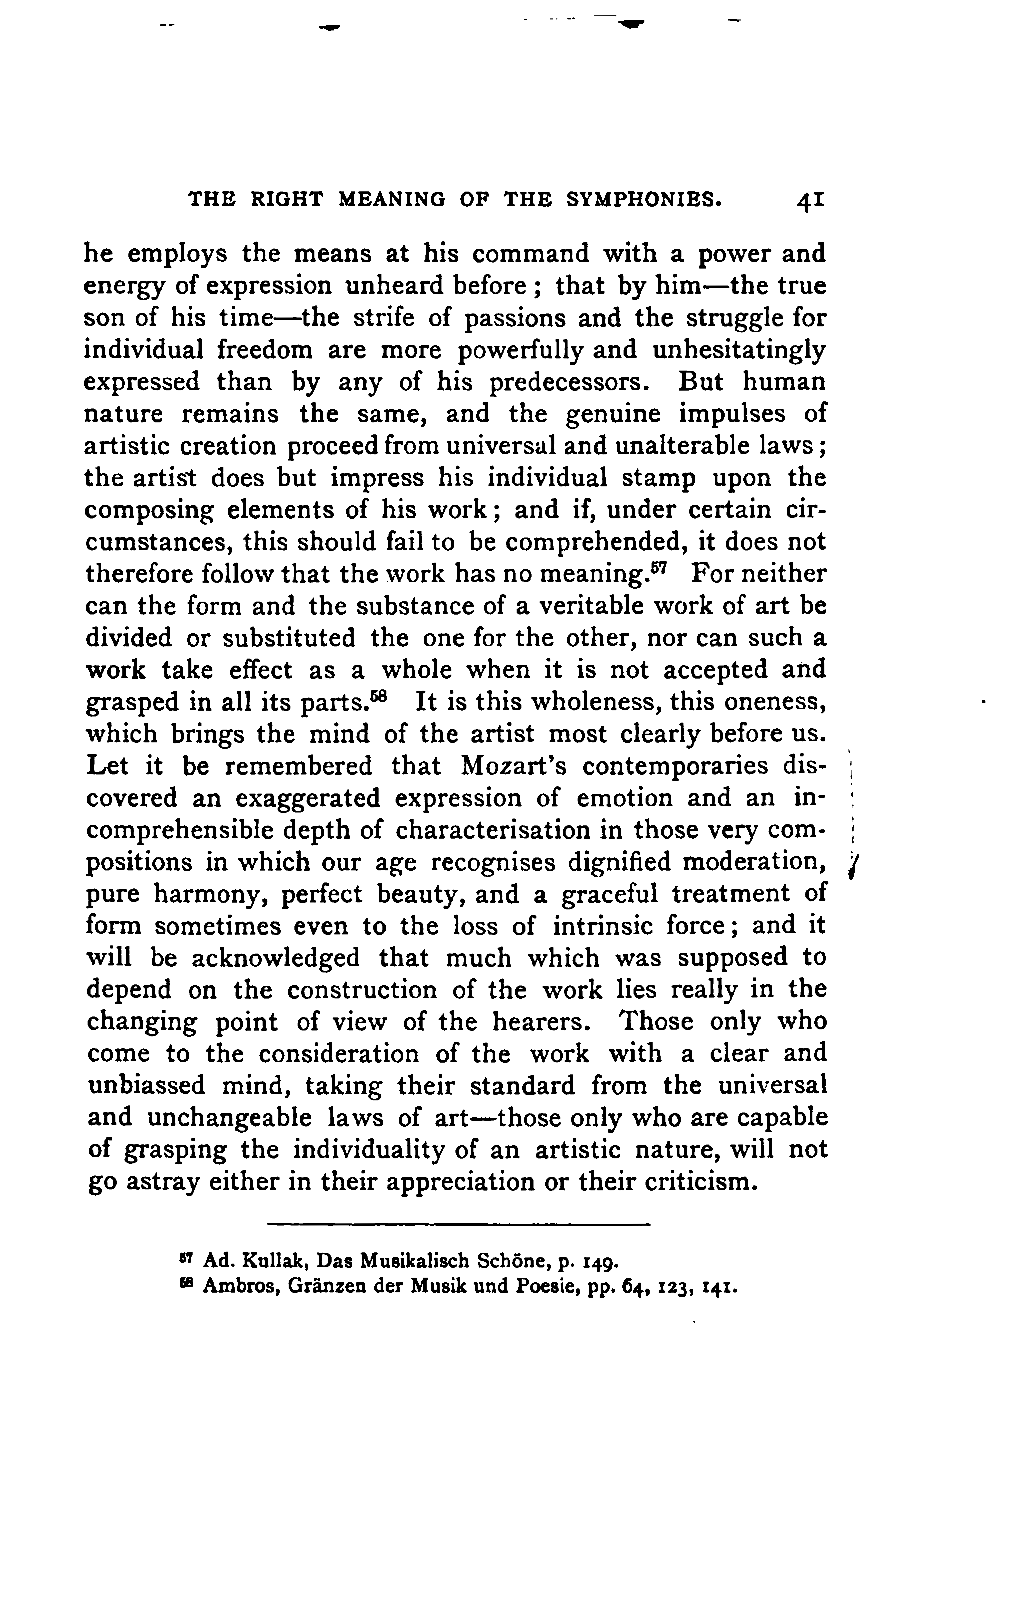 THE RIGHT MEANING OF THE SYMPHONIES. 41
he employs the means at his command with a power and
energy of expression unheard before ; that by him—the true
son of his time—the strife of passions and the struggle for
individual freedom are more powerfully and unhesitatingly
expressed than by any of his predecessors. But human
nature remains the same, and the genuine impulses of
artistic creation proceed from universal and unalterable laws ;
the artist does but impress his individual stamp upon the
composing elements of his work ; and if, under certain cir-
cumstances, this should fail to be comprehended, it does not
therefore follow that the work has no meaning.⁵⁷ For neither
can the form and the substance of a veritable work of art be
divided or substituted the one for the other, nor can such a
work take effect as a whole when it is not accepted and
grasped in all its parts.⁵⁸ It is this wholeness, this oneness,
which brings the mind of the artist most clearly before us.
Let it be remembered that Mozart's contemporaries dis-
covered an exaggerated expression of emotion and an in-
comprehensible depth of characterisation in those very com-
positions in which our age recognises dignified moderation,
pure harmony, perfect beauty, and a graceful treatment of
form sometimes even to the loss of intrinsic force ; and it
will be acknowledged that much which was supposed to
depend on the construction of the work lies really in the
changing point of view of the hearers. Those only who
come to the consideration of the work with a clear and
unbiassed mind, taking their standard from the universal
and unchangeable laws of art—those only who are capable
of grasping the individuality of an artistic nature, will not
go astray either in their appreciation or their criticism.
⁵⁷ Ad. Kullak, Das Musikalisch Schöne, p. 149.
⁵⁸ Ambros, Gränzen der Musik und Poesie, pp. 64, 123, 141.